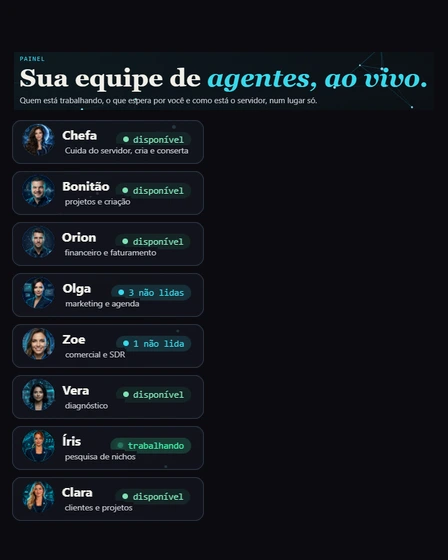 PAINEL
Sua equipe de agentes, ao vivo.
Quem está trabalhando, o que espera por você e como está o servidor, num lugar só.
Chefa
disponível
Cuida do servidor, cria e conserta
Bonitão
disponível
projetos e criação
Orion
disponível
financeiro e faturamento
Olga
3 não lidas
marketing e agenda
Zoe
1 não lida
comercial e SDR
Vera
disponível
diagnóstico
Íris
trabalhando
pesquisa de nichos
Clara
disponível
clientes e projetos